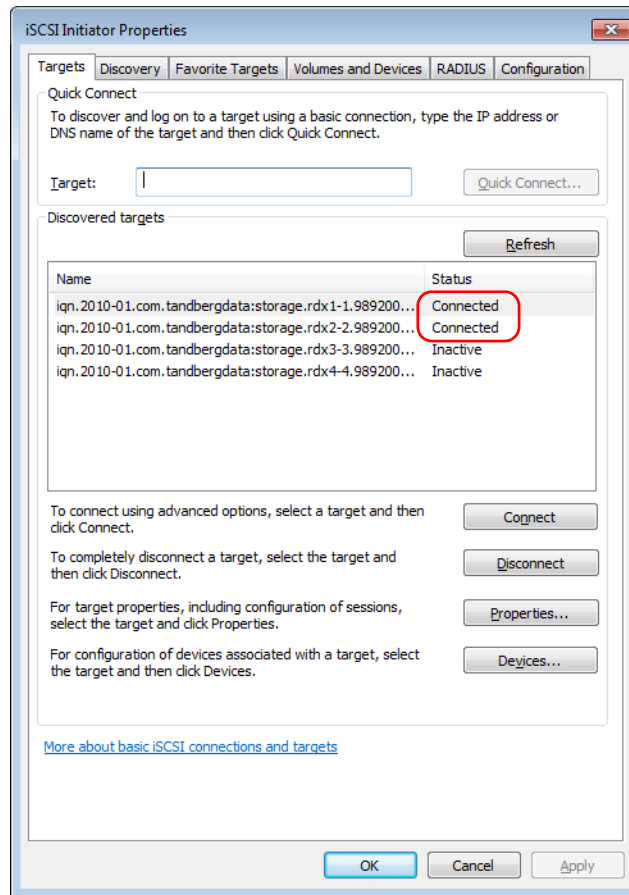 iSCSI Initiator Properties
Targets Discovery Favorite Targets Volumes and Devices RADIUS Configuration
Quick Connect
To discover and log on to a target using a basic connection, type the IP address or
DNS name of the target and then click Quick Connect.
Target:
Quick Connect...
Discovered targets
Refresh
Name Status
iqn.2010-01.com.tandbergdata:storage.rdx1-1.989200... Connected
iqn.2010-01.com.tandbergdata:storage.rdx2-2.989200... Connected
iqn.2010-01.com.tandbergdata:storage.rdx3-3.989200... Inactive
iqn.2010-01.com.tandbergdata:storage.rdx4-4.989200... Inactive
To connect using advanced options, select a target and then
click Connect.
Connect
To completely disconnect a target, select the target and
then click Disconnect.
Disconnect
For target properties, including configuration of sessions,
select the target and click Properties.
Properties...
For configuration of devices associated with a target, select
the target and then click Devices.
Devices...
More about basic iSCSI connections and targets
OK Cancel Apply